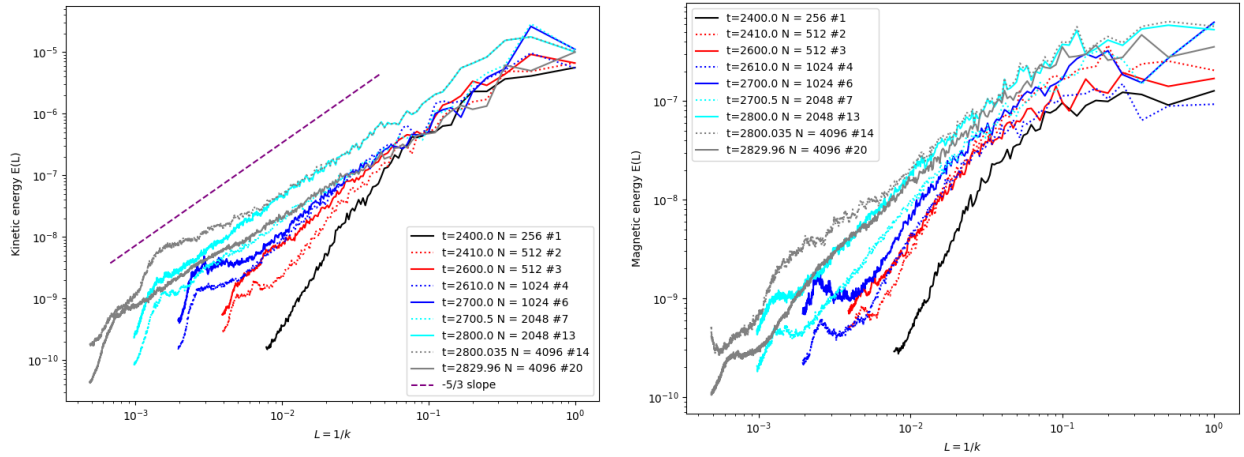 Kinetic energy E(L)
10⁻⁵
10⁻⁶
10⁻⁷
10⁻⁸
10⁻⁹
10⁻¹⁰
t=2400.0 N = 256 #1
t=2410.0 N = 512 #2
t=2600.0 N = 512 #3
t=2610.0 N = 1024 #4
t=2700.0 N = 1024 #6
t=2700.5 N = 2048 #7
t=2800.0 N = 2048 #13
t=2800.035 N = 4096 #14
t=2829.96 N = 4096 #20
-5/3 slope
10⁻³ 10⁻² 10⁻¹ 10⁰
L = 1/k
Magnetic energy E(L)
10⁻⁷
10⁻⁸
10⁻⁹
10⁻¹⁰
t=2400.0 N = 256 #1
t=2410.0 N = 512 #2
t=2600.0 N = 512 #3
t=2610.0 N = 1024 #4
t=2700.0 N = 1024 #6
t=2700.5 N = 2048 #7
t=2800.0 N = 2048 #13
t=2800.035 N = 4096 #14
t=2829.96 N = 4096 #20
10⁻³ 10⁻² 10⁻¹ 10⁰
L = 1/k